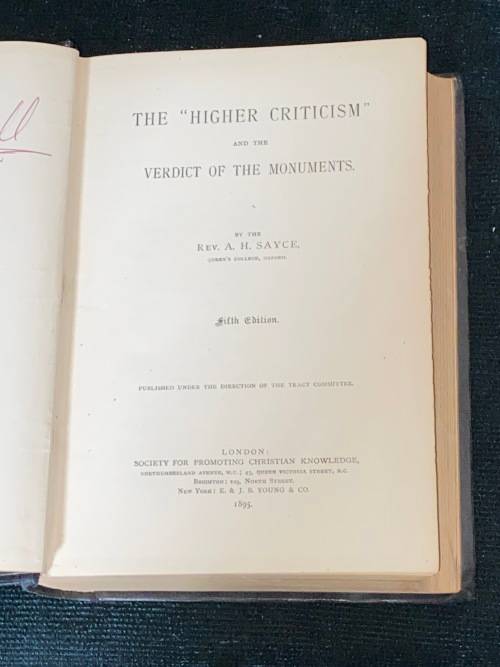 THE "HIGHER CRITICISM"
AND THE
VERDICT OF THE MONUMENTS.
BY THE
REV. A. H. SAYCE,
QUEEN'S COLLEGE, OXFORD.
Fifth Edition.
PUBLISHED UNDER THE DIRECTION OF THE TRACT COMMITTEE.
LONDON:
SOCIETY FOR PROMOTING CHRISTIAN KNOWLEDGE,
NORTHUMBERLAND AVENUE, W.C.; 43, QUEEN VICTORIA STREET, E.C.
BRIGHTON: 129, NORTH STREET.
NEW YORK: E. & J. B. YOUNG & CO.
1895.